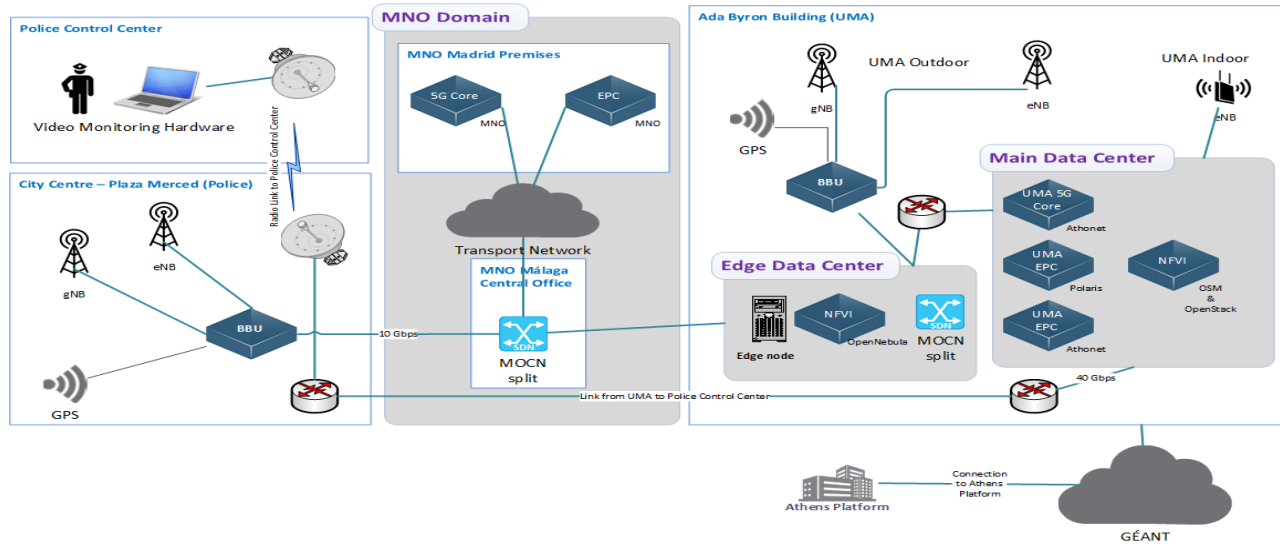 Police Control Center
Video Monitoring Hardware
Radio Link to Police Control Center
City Centre – Plaza Merced (Police)
gNB
eNB
BBU
GPS
10 Gbps
MNO Domain
MNO Madrid Premises
5G Core
MNO
EPC
MNO
Transport Network
MNO Málaga
Central Office
SDN
MOCN
split
Link from UMA to Police Control Center
Ada Byron Building (UMA)
UMA Outdoor
gNB
eNB
UMA Indoor
eNB
GPS
BBU
Edge Data Center
Edge node
NFVI
OpenNebula
SDN
MOCN
split
Main Data Center
UMA 5G
Core
Athonet
UMA
EPC
Polaris
UMA
EPC
Athonet
NFVI
OSM
&
OpenStack
40 Gbps
Athens Platform
Connection
to Athens
Platform
GÉANT